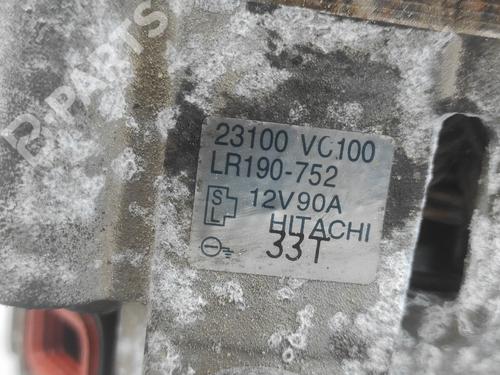 B-PARTS
23100 VC100
LR190-752
S
L
12V90A
HITACHI
33T